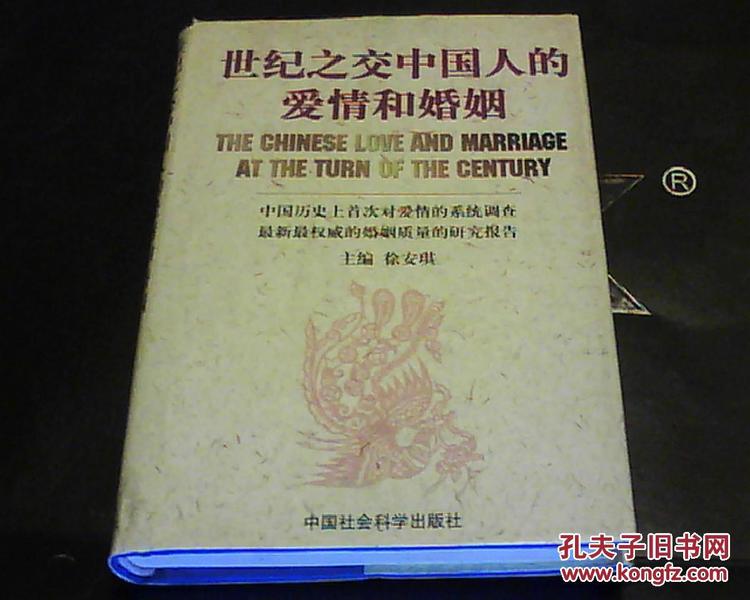 世纪之交中国人的
爱情和婚姻
THE CHINESE LOVE AND MARRIAGE
AT THE TURN OF THE CENTURY
中国历史上首次对爱情的系统调查
最新最权威的婚姻质量的研究报告
主编 徐安琪
中国社会科学出版社
®
孔夫子旧书网
www.kongfz.com